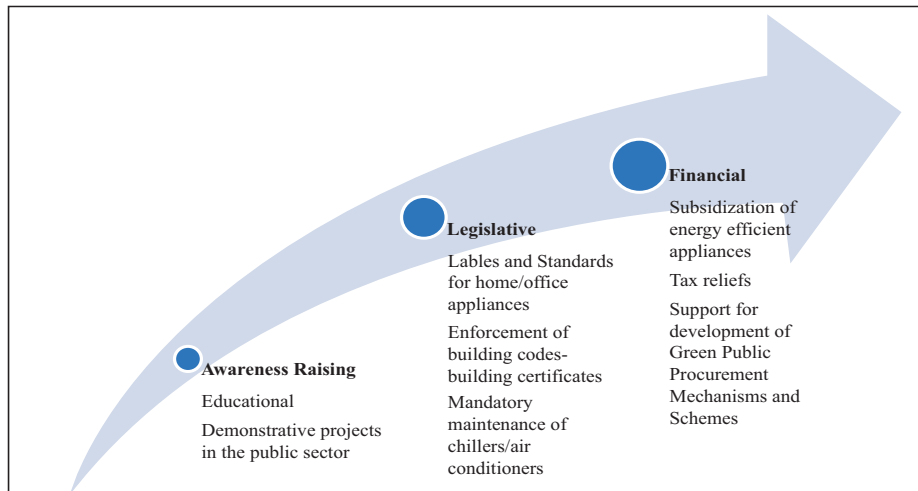 Awareness Raising
Educational
Demonstrative projects
in the public sector
Legislative
Lables and Standards
for home/office
appliances
Enforcement of
building codes-
building certificates
Mandatory
maintenance of
chillers/air
conditioners
Financial
Subsidization of
energy efficient
appliances
Tax reliefs
Support for
development of
Green Public
Procurement
Mechanisms and
Schemes